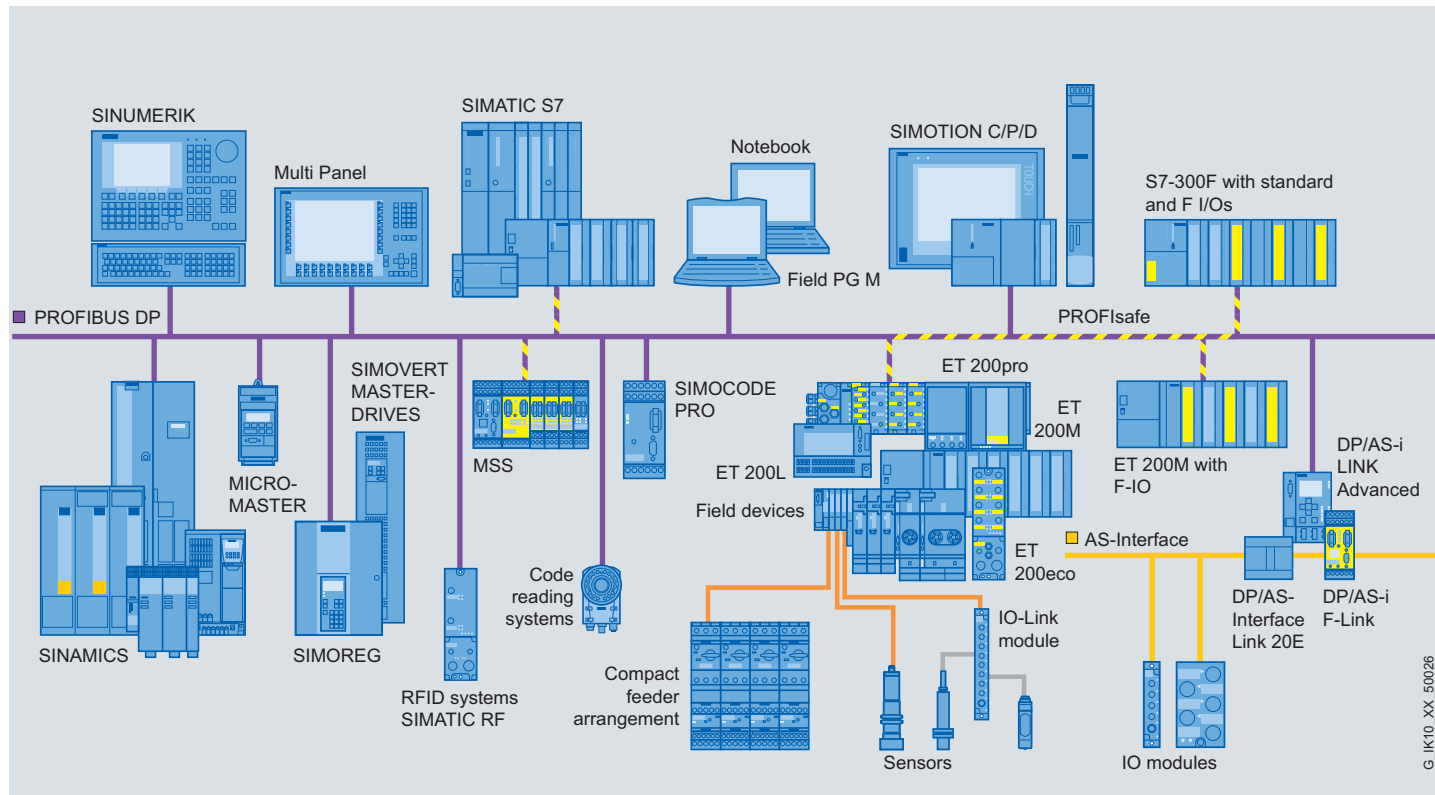 SINUMERIK
Multi Panel
SIMATIC S7
Notebook
Field PG M
SIMOTION C/P/D
TOUCH
S7-300F with standard
and F I/Os
PROFIBUS DP
PROFIsafe
SINAMICS
MICRO-
MASTER
SIMOVERT
MASTER-
DRIVES
SIMOREG
RFID systems
SIMATIC RF
MSS
Code
reading
systems
SIMOCODE
PRO
ET 200pro
ET
200M
ET 200L
Field devices
ET
200eco
Compact
feeder
arrangement
Sensors
IO-Link
module
ET 200M with
F-IO
DP/AS-i
LINK
Advanced
AS-Interface
DP/AS-
Interface
Link 20E
DP/AS-i
F-Link
IO modules
G_IK10_XX_50026